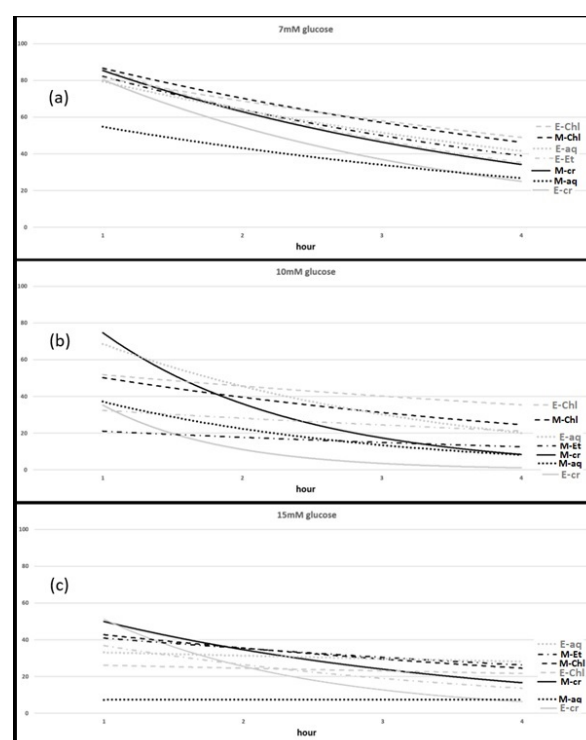 7mM glucose
100
80
(a)
60
40
20
0
E-Chl
M-Chl
E-aq
E-Et
M-cr
M-aq
E-cr
1 2 3 4
hour
10mM glucose
100
80
(b)
60
40
20
0
E-Chl
M-Chl
E-aq
M-Et
M-cr
M-aq
E-cr
1 2 3 4
hour
15mM glucose
100
80
(c)
60
40
20
0
E-aq
M-Et
M-Chl
E-Chl
M-cr
M-aq
E-cr
1 2 3 4
hour